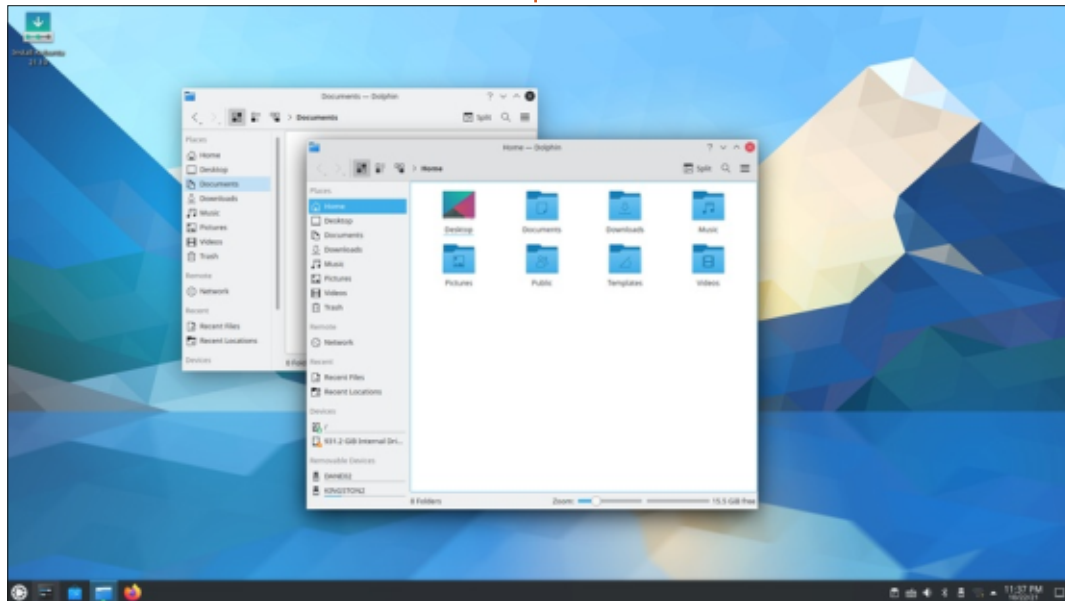 Install Kubuntu
21.10
Documents — Dolphin
Split
> Documents
Places
Home
Desktop
Documents
Downloads
Music
Pictures
Videos
Trash
Remote
Network
Recent
Recent Files
Recent Locations
Devices
Home — Dolphin
Split
> Home
Places
Home
Desktop
Documents
Downloads
Music
Pictures
Videos
Trash
Remote
Network
Recent
Recent Files
Recent Locations
Devices
/
931.2 GiB Internal Dri...
Removable Devices
KINGSTON2
Desktop
Documents
Downloads
Music
Pictures
Public
Templates
Videos
8 Folders
Zoom:
15.5 GiB free
11:37 PM
10/22/21